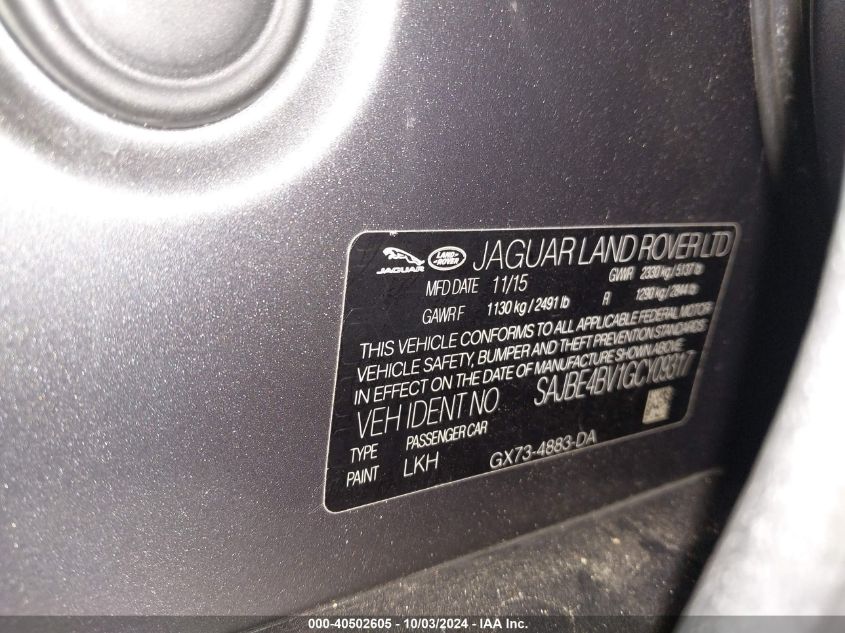 JAGUAR LAND ROVER JAGUAR LAND ROVER LTD
MFD DATE 11/15 GWR 2330 kg / 5137 lb
GAWR F 1130 kg / 2491 lb R 1290 kg / 2844 lb
THIS VEHICLE CONFORMS TO ALL APPLICABLE FEDERAL MOTOR
VEHICLE SAFETY, BUMPER AND THEFT PREVENTION STANDARDS
IN EFFECT ON THE DATE OF MANUFACTURE SHOWN ABOVE.
VEH IDENT NO SAJBE4BV1GCY09317
TYPE PASSENGER CAR
PAINT LKH GX73-4883-DA
000-40502605 - 10/03/2024 - IAA Inc.